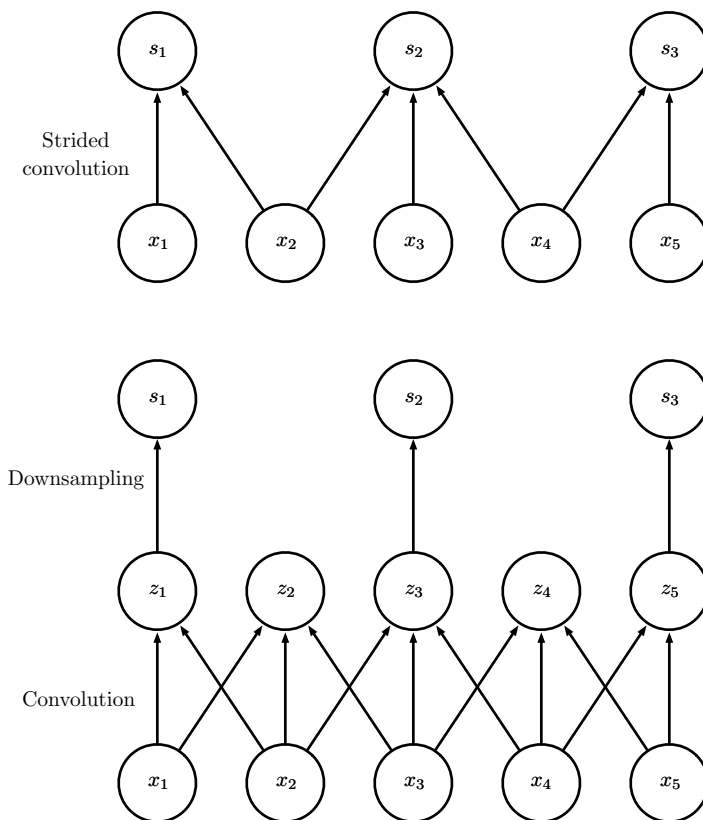 s₁ s₂ s₃
Strided
convolution
x₁ x₂ x₃ x₄ x₅
s₁ s₂ s₃
Downsampling
z₁ z₂ z₃ z₄ z₅
Convolution
x₁ x₂ x₃ x₄ x₅